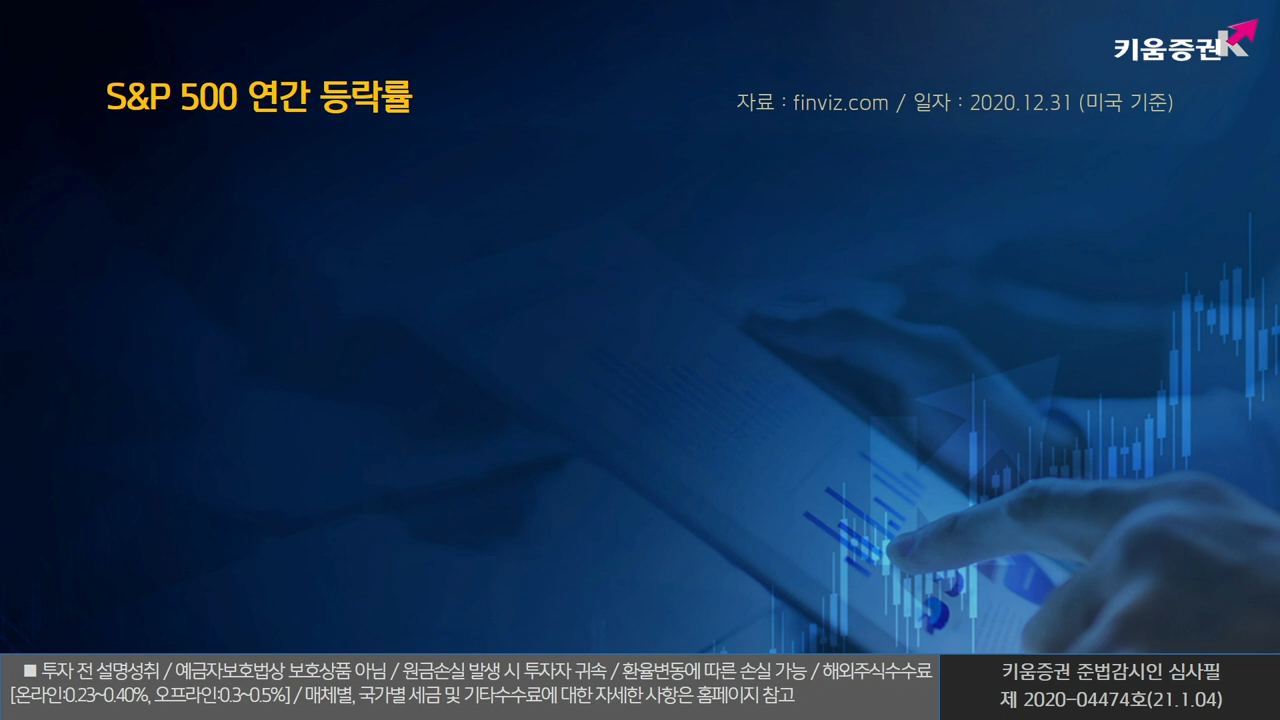 키움증권
S&P 500 연간 등락률
자료 : finviz.com / 일자 : 2020.12.31 (미국 기준)
■ 투자 전 설명성취 / 예금자보호법상 보호상품 아님 / 원금손실 발생 시 투자자 귀속 / 환율변동에 따른 손실 가능 / 해외주식수수료
[온라인:0.23~0.40%, 오프라인:0.3~0.5%] / 매체별, 국가별 세금 및 기타수수료에 대한 자세한 사항은 홈페이지 참고
키움증권 준법감시인 심사필
제 2020-04474호(21.1.04)